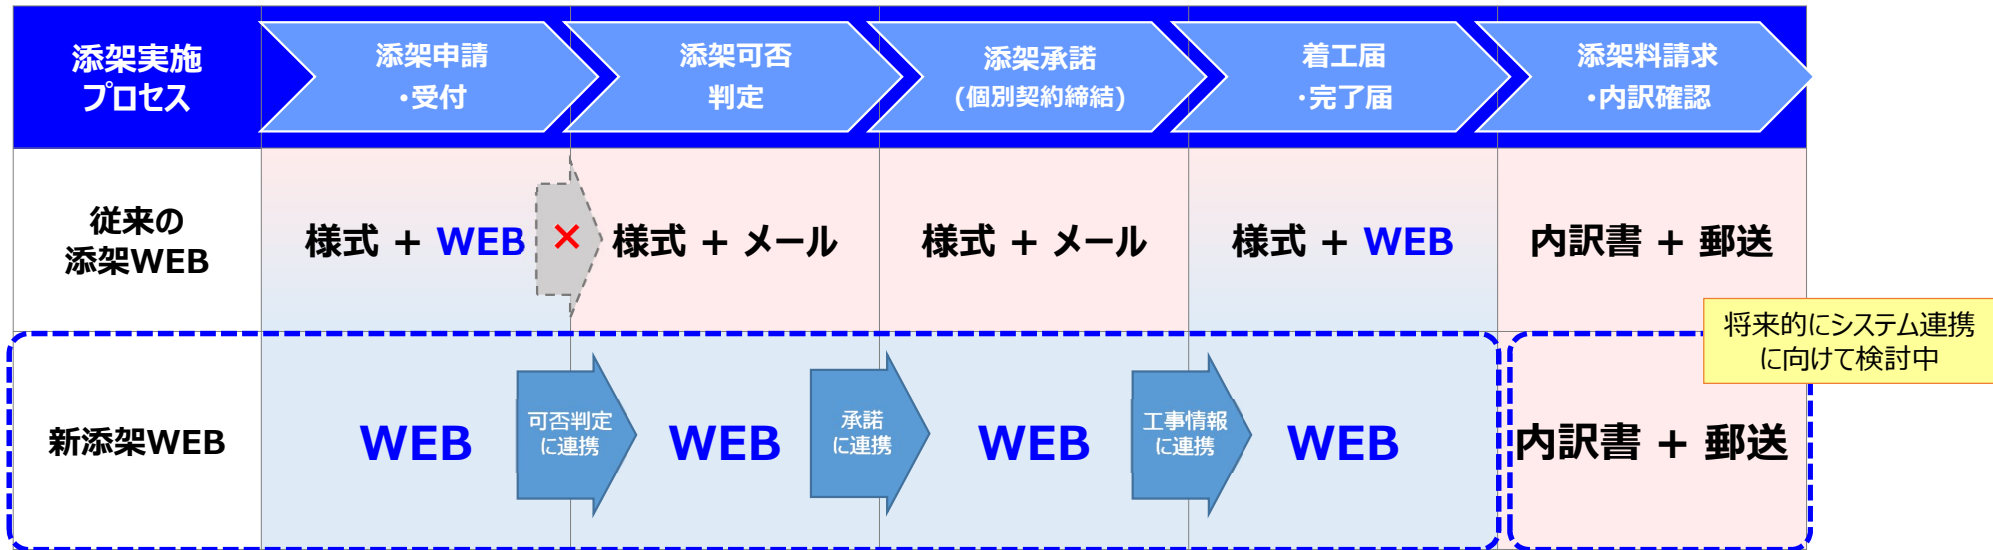 添架実施
プロセス
添架申請
・受付
添架可否
判定
添架承諾
(個別契約締結)
着工届
・完了届
添架料請求
・内訳確認
従来の
添架WEB
様式 + WEB
×
様式 + メール
様式 + メール
様式 + WEB
内訳書 + 郵送
将来的にシステム連携
に向けて検討中
新添架WEB
WEB
可否判定
に連携
WEB
承諾
に連携
WEB
工事情報
に連携
WEB
内訳書 + 郵送